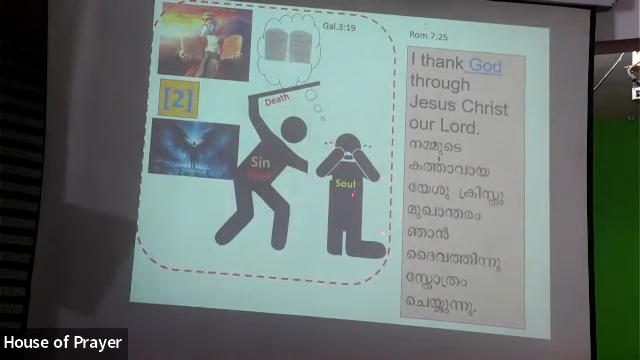 Gal.3:19
Rom.7:25
[2]
Death
Sin
Flesh
Soul
I thank God
through
Jesus Christ
our Lord.
നമ്മുടെ
കർത്താവായ
യേശു ക്രിസ്തു
മുഖാന്തരം
ഞാൻ
ദൈവത്തിന്നു
സ്തോത്രം
ചെയ്യുന്നു.
House of Prayer